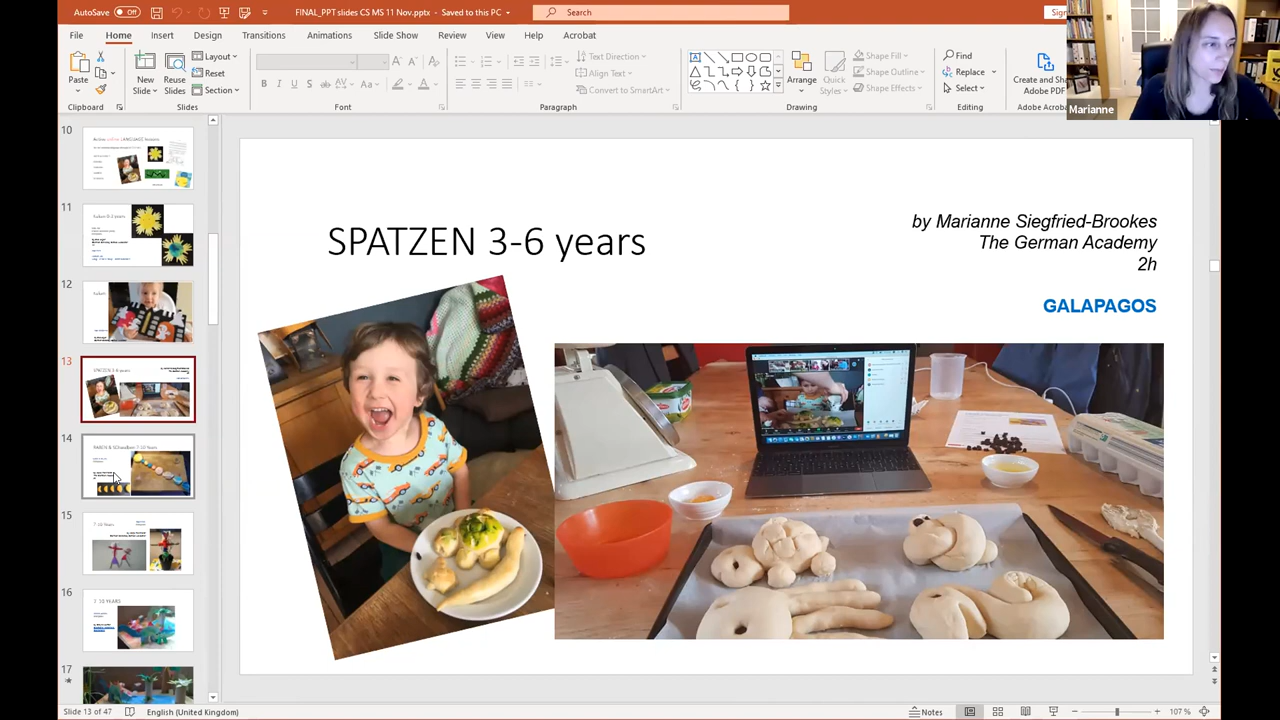 AutoSave
Off
FINAL_PPT slides CS MS 11 Nov.pptx - Saved to this PC
Search
File
Home
Insert
Design
Transitions
Animations
Slide Show
Review
View
Help
Acrobat
Paste
Clipboard
New
Slide
Reuse
Slides
Layout
Reset
Section
Slides
Font
Text Direction
Align Text
Convert to SmartArt
Paragraph
Arrange
Quick
Styles
Shape Fill
Shape Outline
Shape Effects
Drawing
Find
Replace
Select
Editing
Create and
Adobe PDF
Marianne
10
11
12
13
14
15
16
17
SPATZEN 3-6 years
by Marianne Siegfried-Brookes
The German Academy
2h
GALAPAGOS
Slide 13 of 47
English (United Kingdom)
Notes
107 %